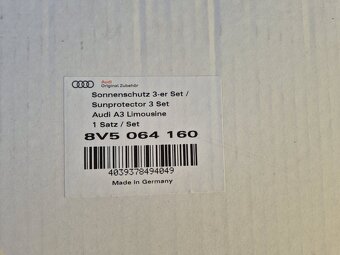 Audi
Original Zubehör
Sonnenschutz 3-er Set /
Sunprotector 3 Set
Audi A3 Limousine
1 Satz / Set
8V5 064 160
4039378494049
Made in Germany